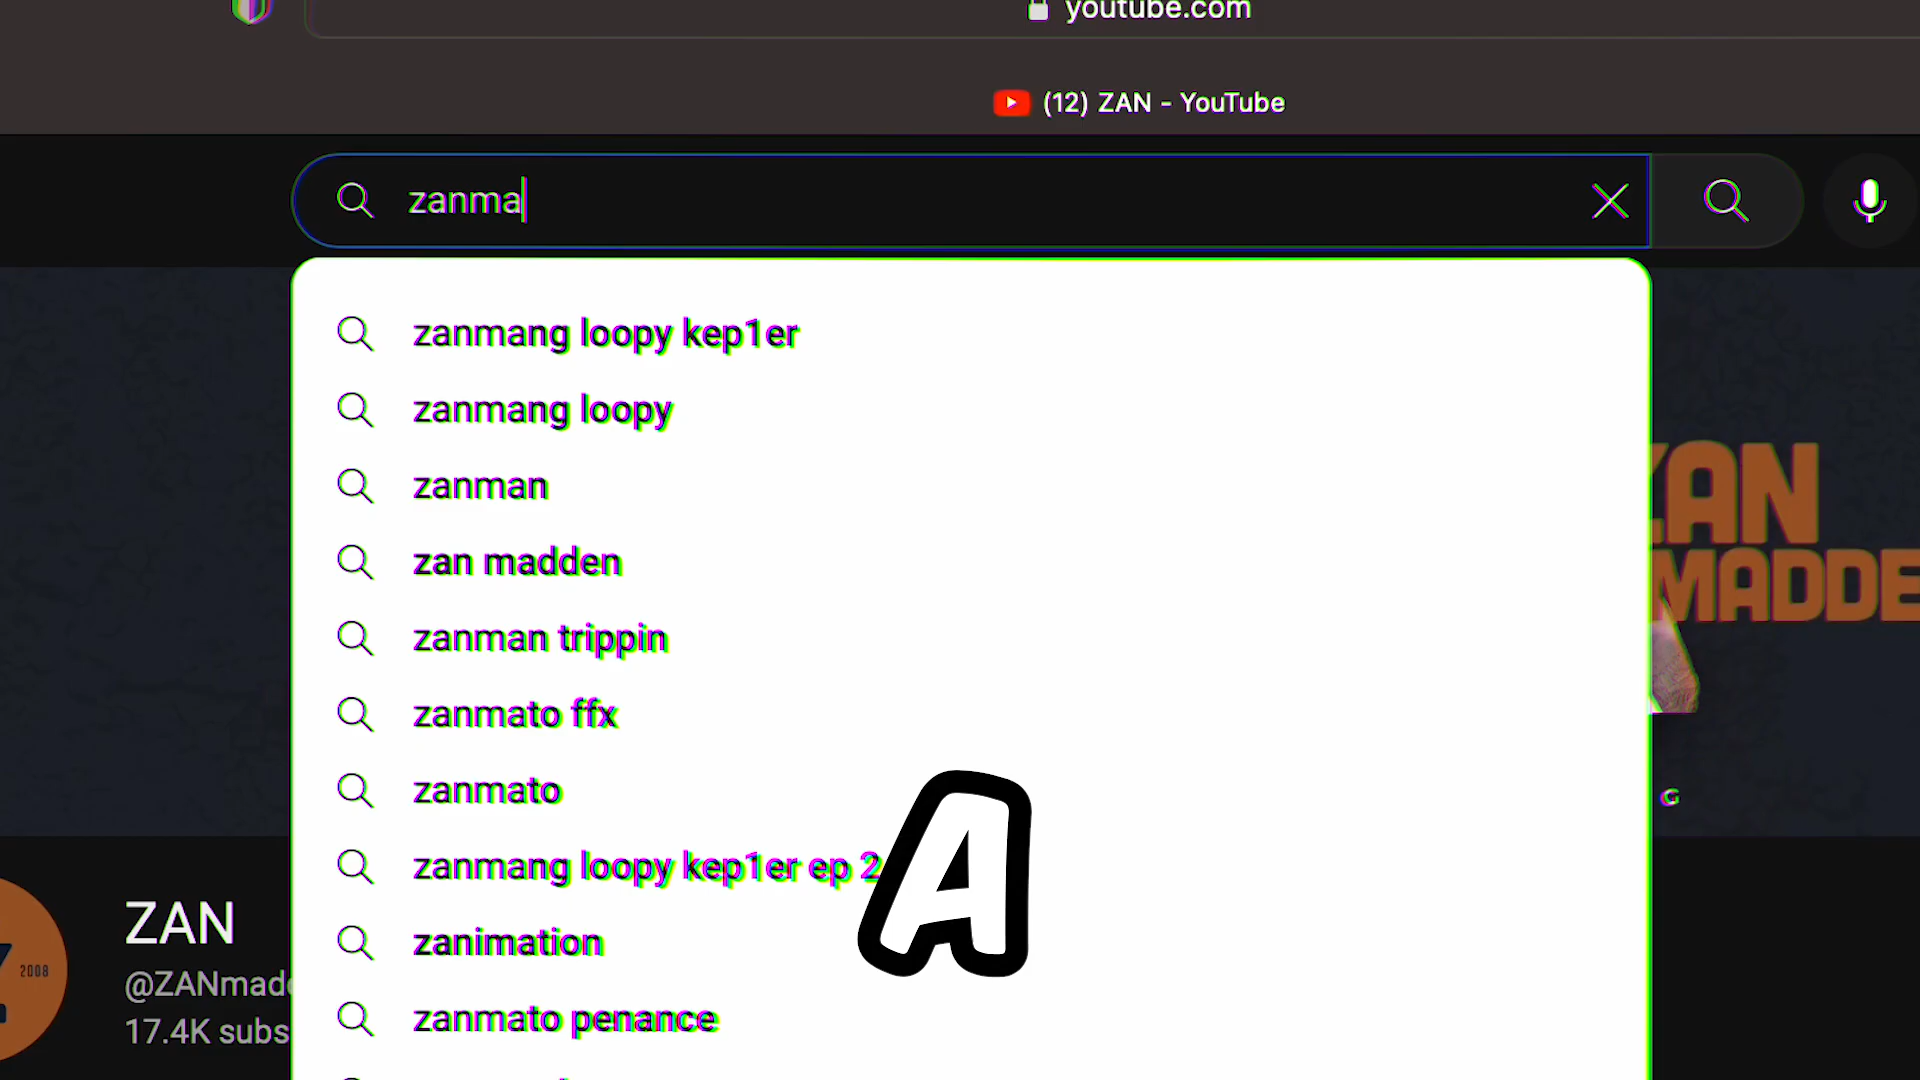 youtube.com
(12) ZAN - YouTube
zanma
zanmang loopy kep1er
zanmang loopy
zanman
zan madden
zanman trippin
zanmato ffx
zanmato
zanmang loopy kep1er ep 2
zanimation
zanmato penance
A
ZAN
MADDE
G
2008
ZAN
@ZANmadd
17.4K subs